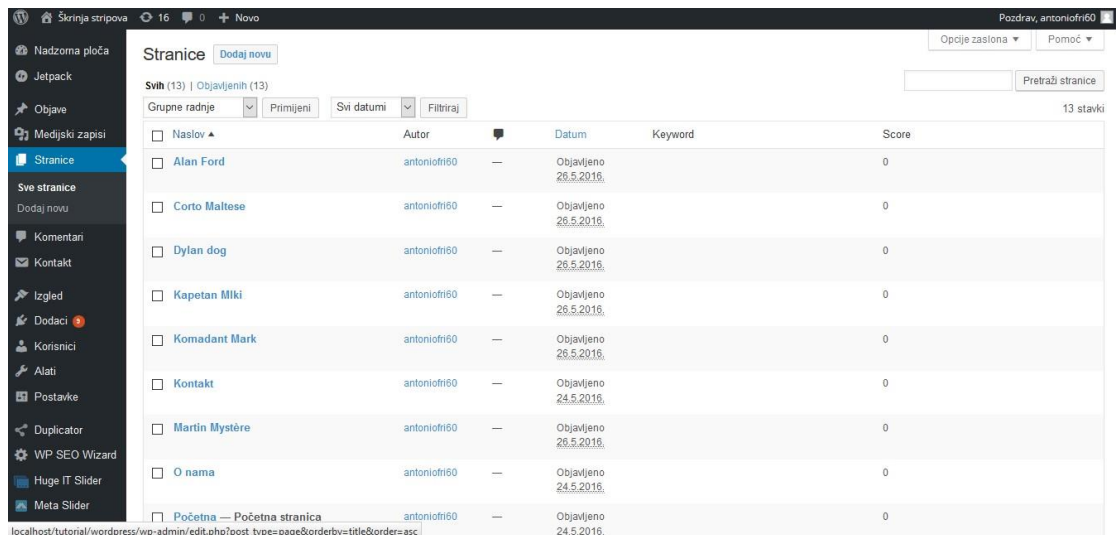 Škrinja stripova 16 0 + Novo Pozdrav, antoniofri60
Nadzorna ploča
Jetpack
Objave
Medijski zapisi
Stranice
Sve stranice
Dodaj novu
Komentari
Kontakt
Izgled
Dodaci
Korisnici
Alati
Postavke
Duplicator
WP SEO Wizard
Huge IT Slider
Meta Slider
Opcije zaslona ▼ Pomoć ▼
Stranice Dodaj novu
Svih (13) | Objavljenih (13)
Pretraži stranice
Grupne radnje Primijeni Svi datumi Filtriraj 13 stavki
Naslov ▲ Autor Datum Keyword Score
Alan Ford antoniofri60 — Objavljeno 0
26.5.2016.
Corto Maltese antoniofri60 — Objavljeno 0
26.5.2016.
Dylan dog antoniofri60 — Objavljeno 0
26.5.2016.
Kapetan MIki antoniofri60 — Objavljeno 0
26.5.2016.
Komadant Mark antoniofri60 — Objavljeno 0
26.5.2016.
Kontakt antoniofri60 — Objavljeno 0
24.5.2016.
Martin Mystère antoniofri60 — Objavljeno 0
26.5.2016.
O nama antoniofri60 — Objavljeno 0
24.5.2016.
Početna — Početna stranica antoniofri60 — Objavljeno 0
24.5.2016.
localhost/tutorial/wordpress/wp-admin/edit.php?post_type=page&orderby=title&order=asc